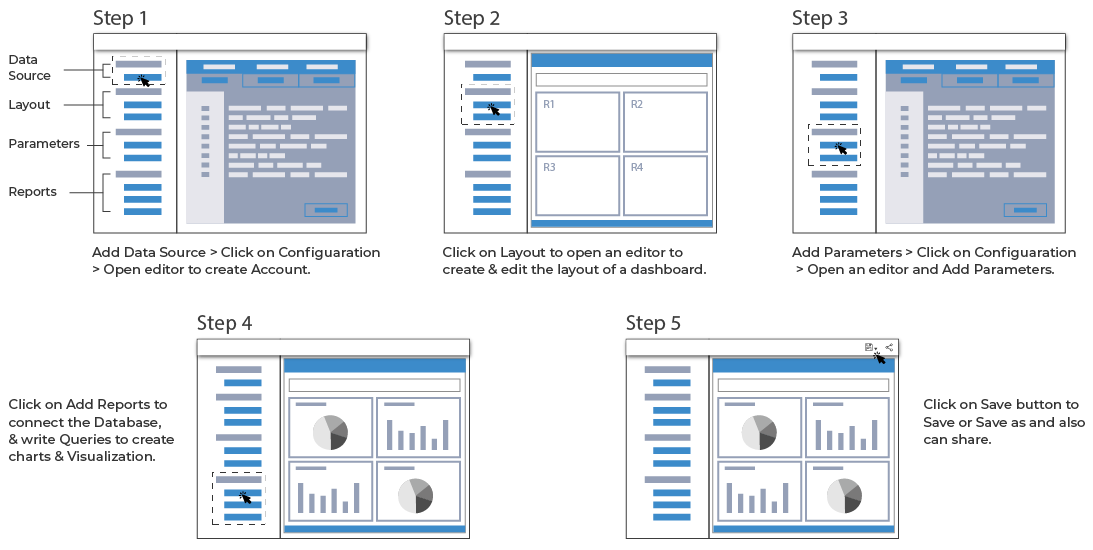 Step 1
Data
Source
Layout
Parameters
Reports
Add Data Source > Click on Configuaration
> Open editor to create Account.
Step 2
R1
R2
R3
R4
Click on Layout to open an editor to
create & edit the layout of a dashboard.
Step 3
Add Parameters > Click on Configuaration
> Open an editor and Add Parameters.
Step 4
Click on Add Reports to
connect the Database,
& write Queries to create
charts & Visualization.
Step 5
Click on Save button to
Save or Save as and also
can share.